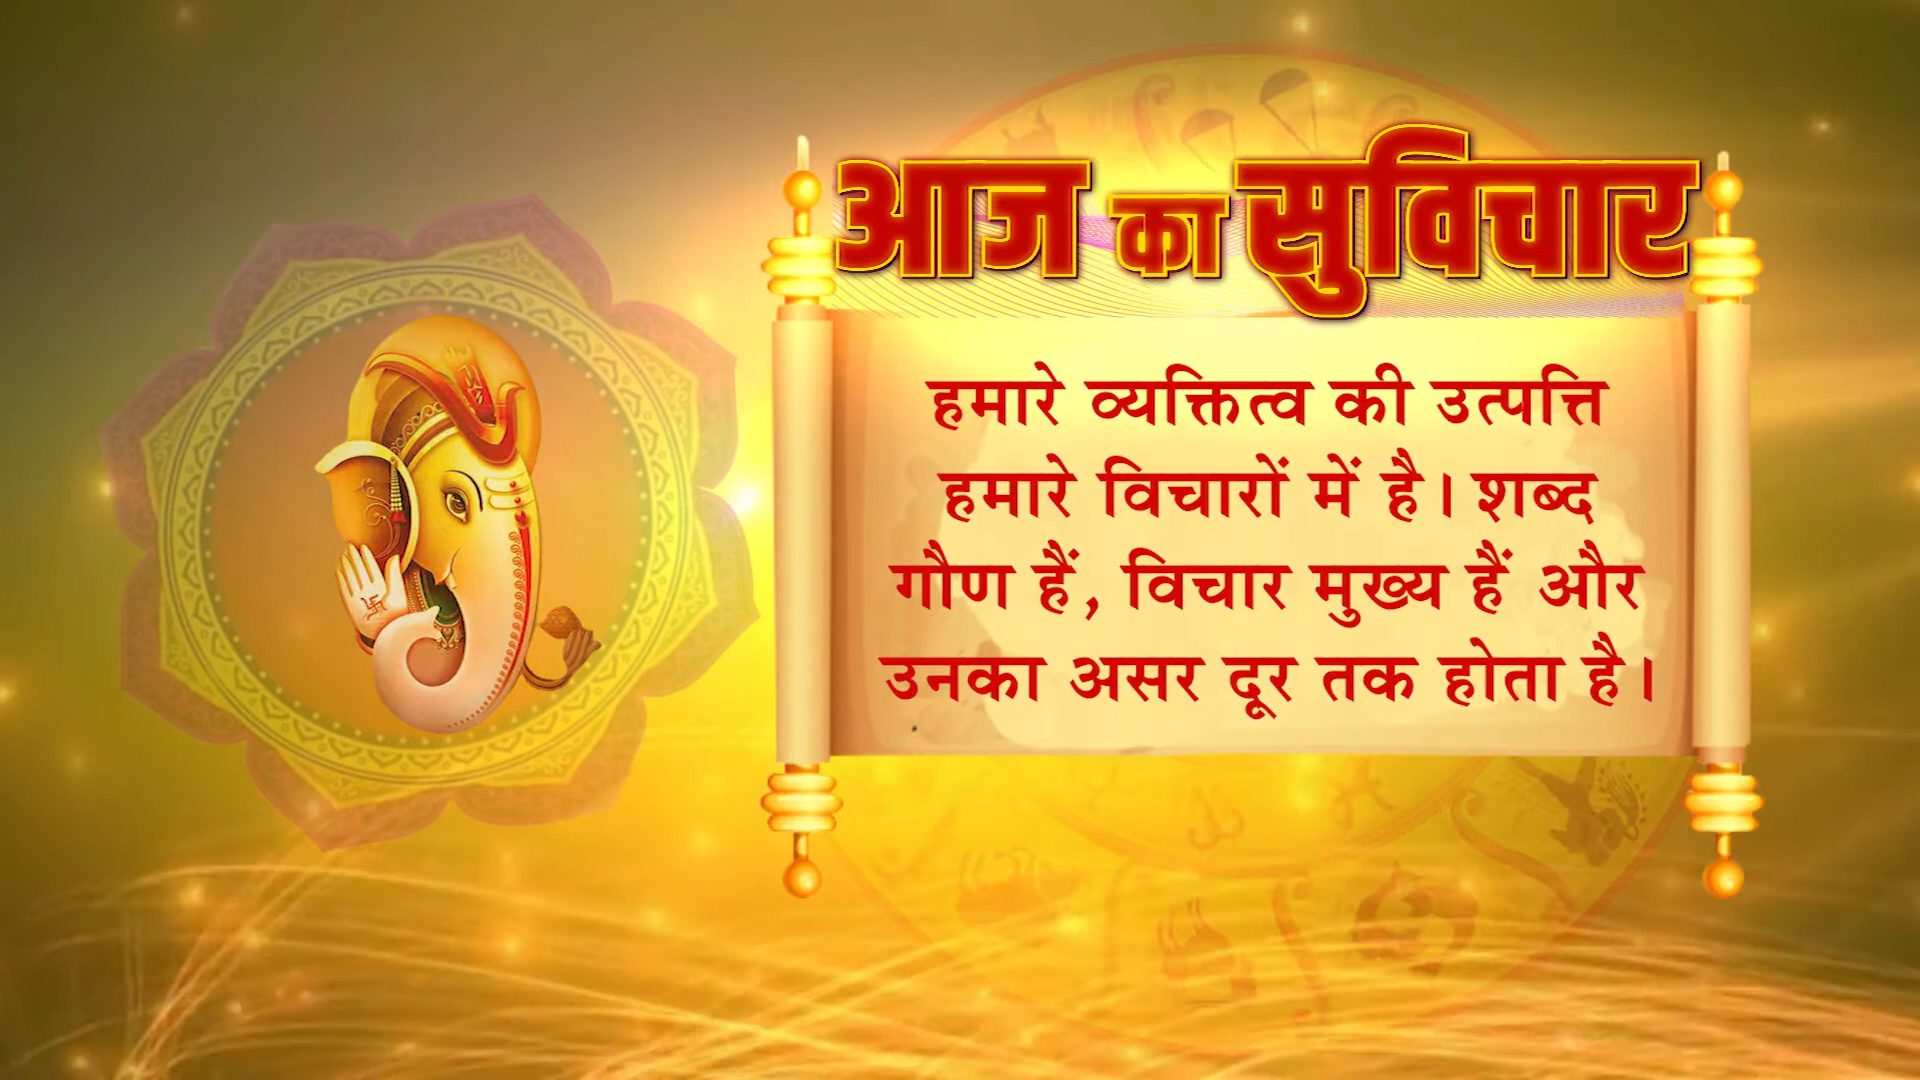 आज का सुविचार
हमारे व्यक्तित्व की उत्पत्ति
हमारे विचारों में है। शब्द
गौण हैं, विचार मुख्य हैं और
उनका असर दूर तक होता है।